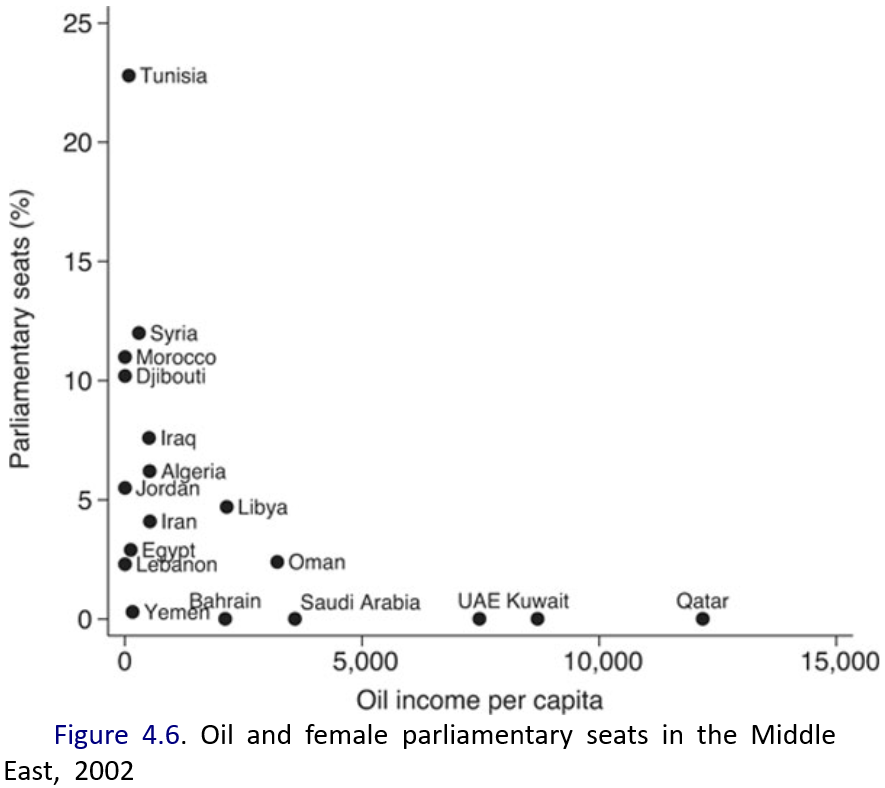 25
Tunisia
20
Parliamentary seats (%)
15
Syria
Morocco
Djibouti
10
Iraq
Algeria
Jordan
5
Libya
Iran
Egypt
Lebanon
Oman
Bahrain Saudi Arabia UAE Kuwait Qatar
Yemen
0
0 5,000 10,000 15,000
Oil income per capita
Figure 4.6. Oil and female parliamentary seats in the Middle
East, 2002